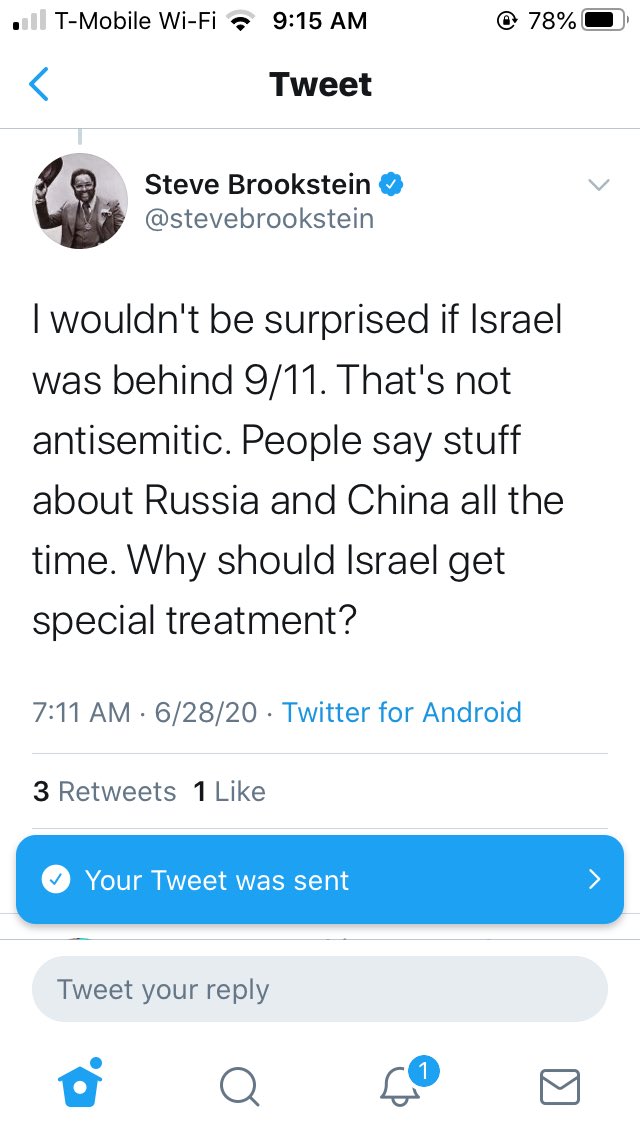 T-Mobile Wi-Fi 9:15 AM 78%
Tweet
Steve Brookstein
@stevebrookstein
I wouldn't be surprised if Israel
was behind 9/11. That's not
antisemitic. People say stuff
about Russia and China all the
time. Why should Israel get
special treatment?
7:11 AM · 6/28/20 · Twitter for Android
3 Retweets 1 Like
Your Tweet was sent
Tweet your reply
1